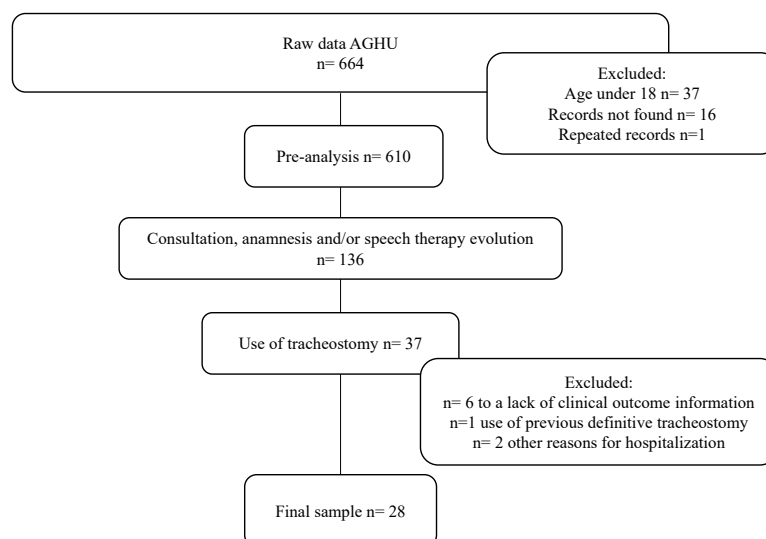 Raw data AGHU
n= 664
Excluded:
Age under 18 n= 37
Records not found n= 16
Repeated records n=1
Pre-analysis n= 610
Consultation, anamnesis and/or speech therapy evolution
n= 136
Use of tracheostomy n= 37
Excluded:
n= 6 to a lack of clinical outcome information
n=1 use of previous definitive tracheostomy
n= 2 other reasons for hospitalization
Final sample n= 28